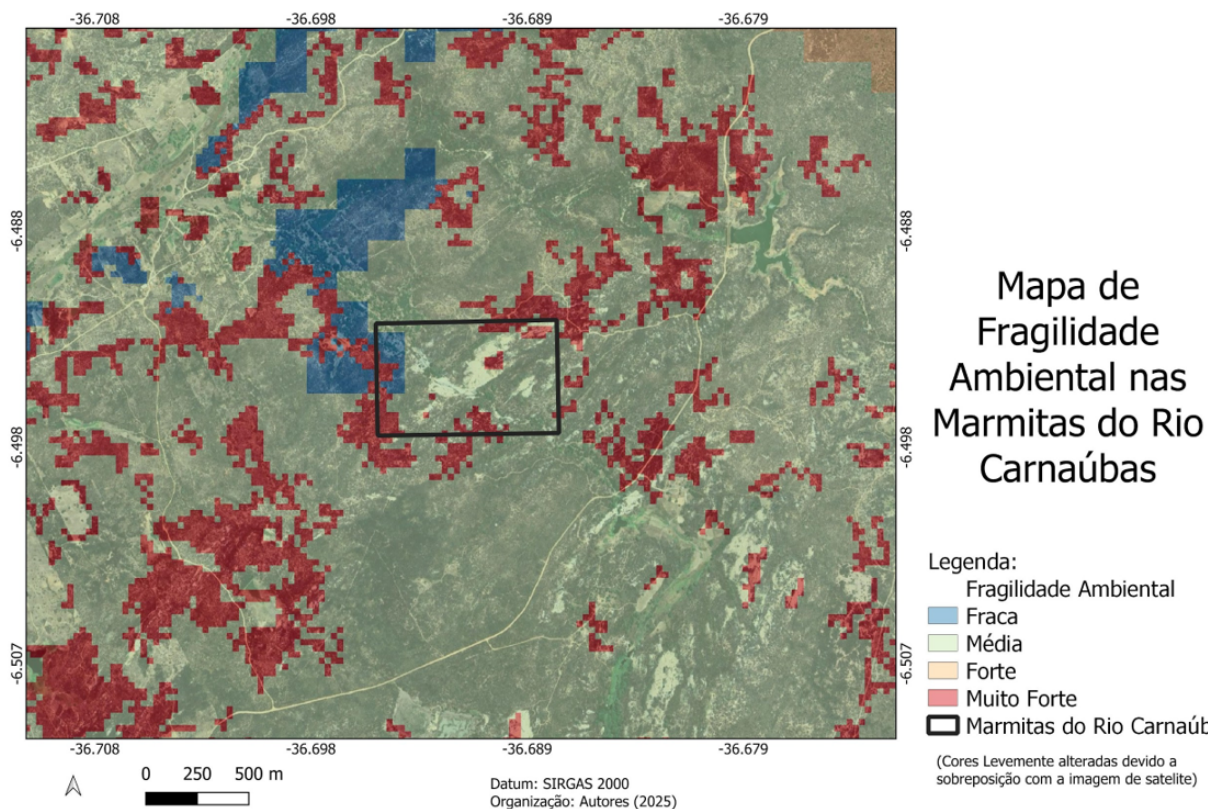 -36.708 -36.698 -36.689 -36.679
-6.488 -6.488
-6.498 -6.498
-6.507 -6.507
-36.708 -36.698 -36.689 -36.679
Mapa de
Fragilidade
Ambiental nas
Marmitas do Rio
Carnaúbas
Legenda:
Fragilidade Ambiental
Fraca
Média
Forte
Muito Forte
Marmitas do Rio Carnaúb
(Cores Levemente alteradas devido a
sobreposição com a imagem de satelite)
0 250 500 m
Datum: SIRGAS 2000
Organização: Autores (2025)